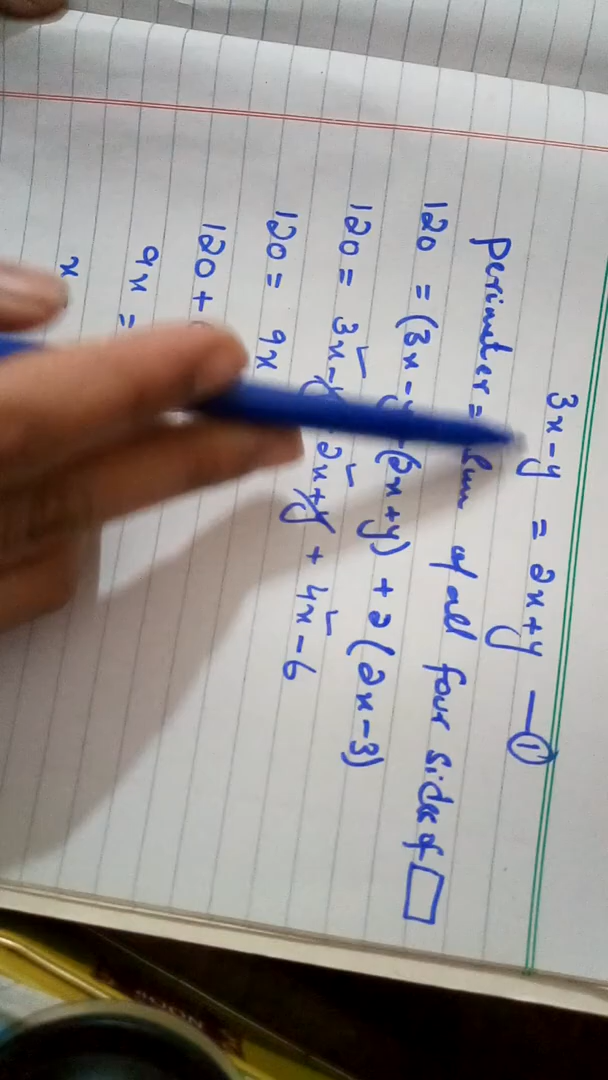 3x-y = 2x+y —①
Perimeter = Sum of all four sides of
120 = (3x-y)+(2x+y) + 2(2x-3)
120 = 3x-y 2x+y + 4x-6
120 = 9x
120 +
9x =
x